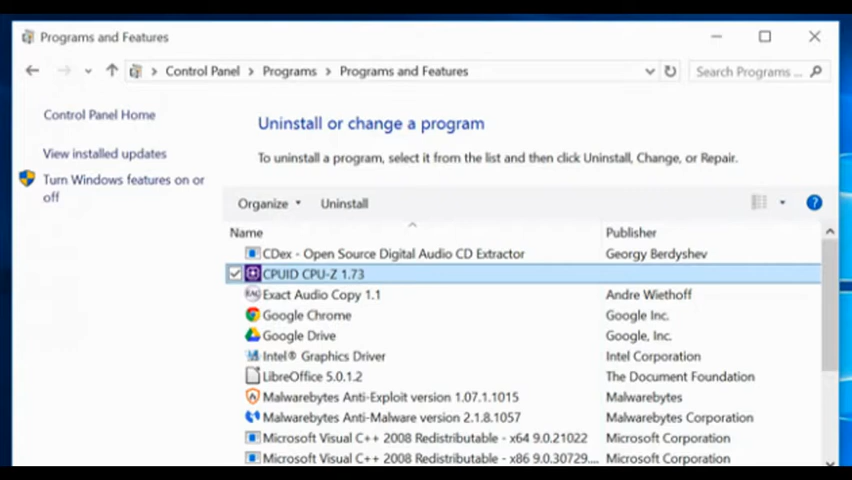 Programs and Features
Control Panel > Programs > Programs and Features
Search Programs ...
Control Panel Home
View installed updates
Turn Windows features on or
off
Uninstall or change a program
To uninstall a program, select it from the list and then click Uninstall, Change, or Repair.
Organize Uninstall
Name Publisher
CDex - Open Source Digital Audio CD Extractor Georgy Berdyshev
CPUID CPU-Z 1.73
Exact Audio Copy 1.1 Andre Wiethoff
Google Chrome Google Inc.
Google Drive Google, Inc.
Intel® Graphics Driver Intel Corporation
LibreOffice 5.0.1.2 The Document Foundation
Malwarebytes Anti-Exploit version 1.07.1.1015 Malwarebytes
Malwarebytes Anti-Malware version 2.1.8.1057 Malwarebytes Corporation
Microsoft Visual C++ 2008 Redistributable - x64 9.0.21022 Microsoft Corporation
Microsoft Visual C++ 2008 Redistributable - x86 9.0.30729.... Microsoft Corporation